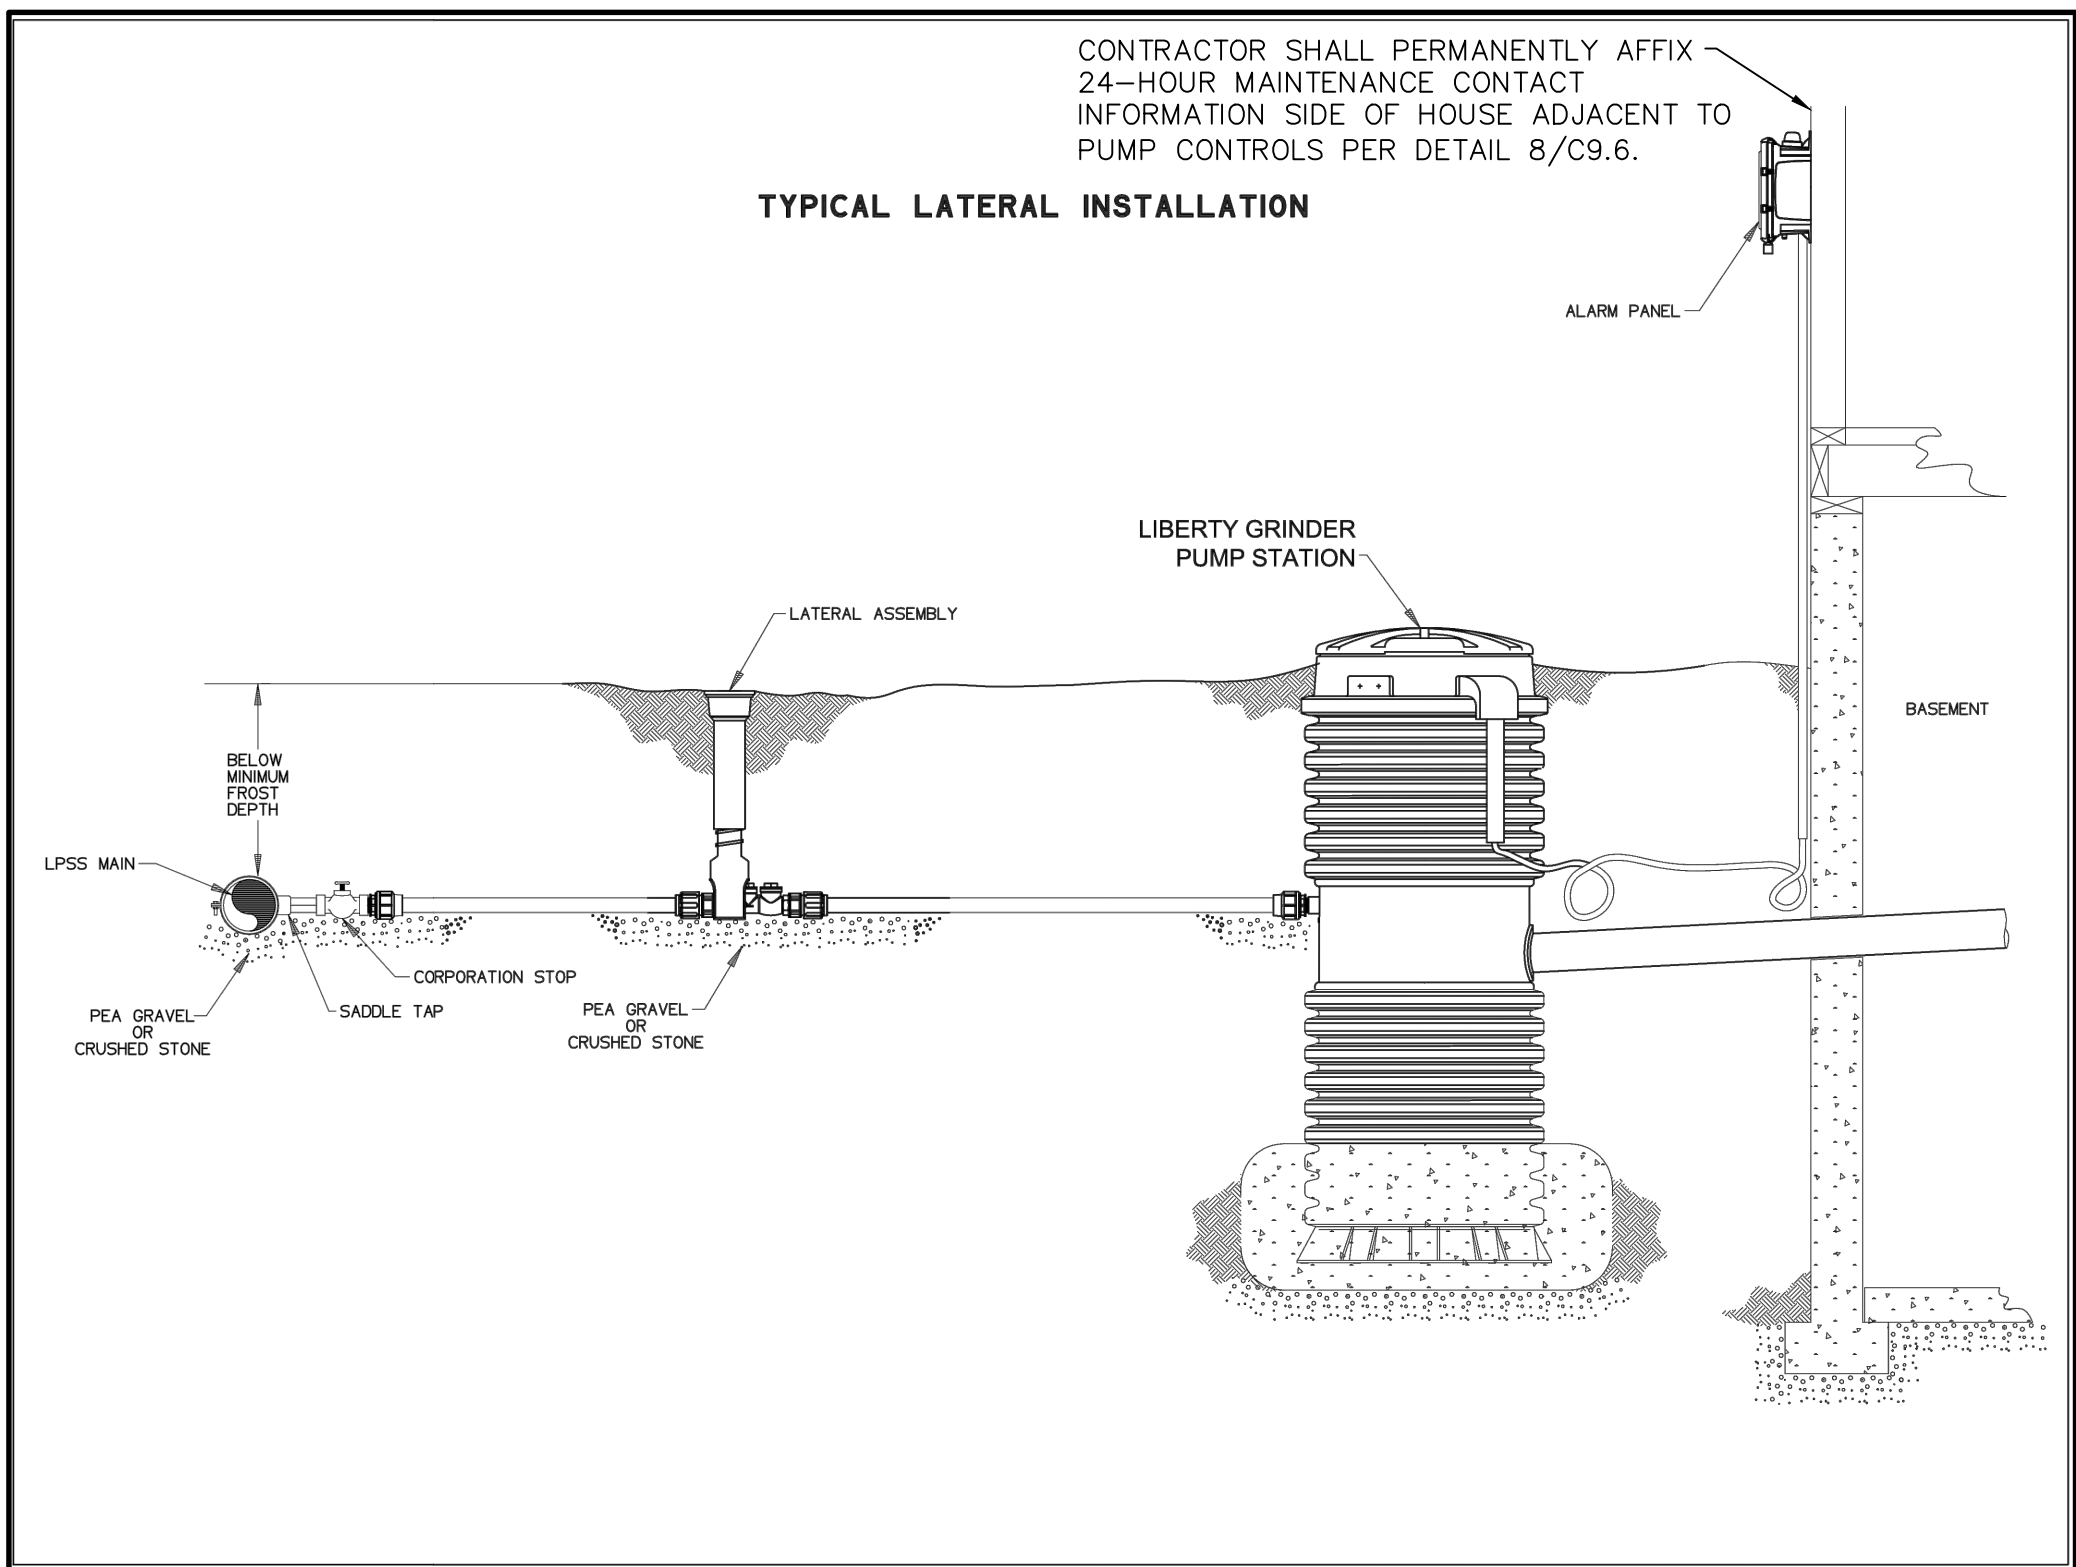 CONTRACTOR SHALL PERMANENTLY AFFIX
24-HOUR MAINTENANCE CONTACT
INFORMATION SIDE OF HOUSE ADJACENT TO
PUMP CONTROLS PER DETAIL 8/C9.6.
TYPICAL LATERAL INSTALLATION
ALARM PANEL
LIBERTY GRINDER
PUMP STATION
LATERAL ASSEMBLY
BASEMENT
BELOW
MINIMUM
FROST
DEPTH
LPSS MAIN
CORPORATION STOP
SADDLE TAP
PEA GRAVEL
OR
CRUSHED STONE
PEA GRAVEL
OR
CRUSHED STONE